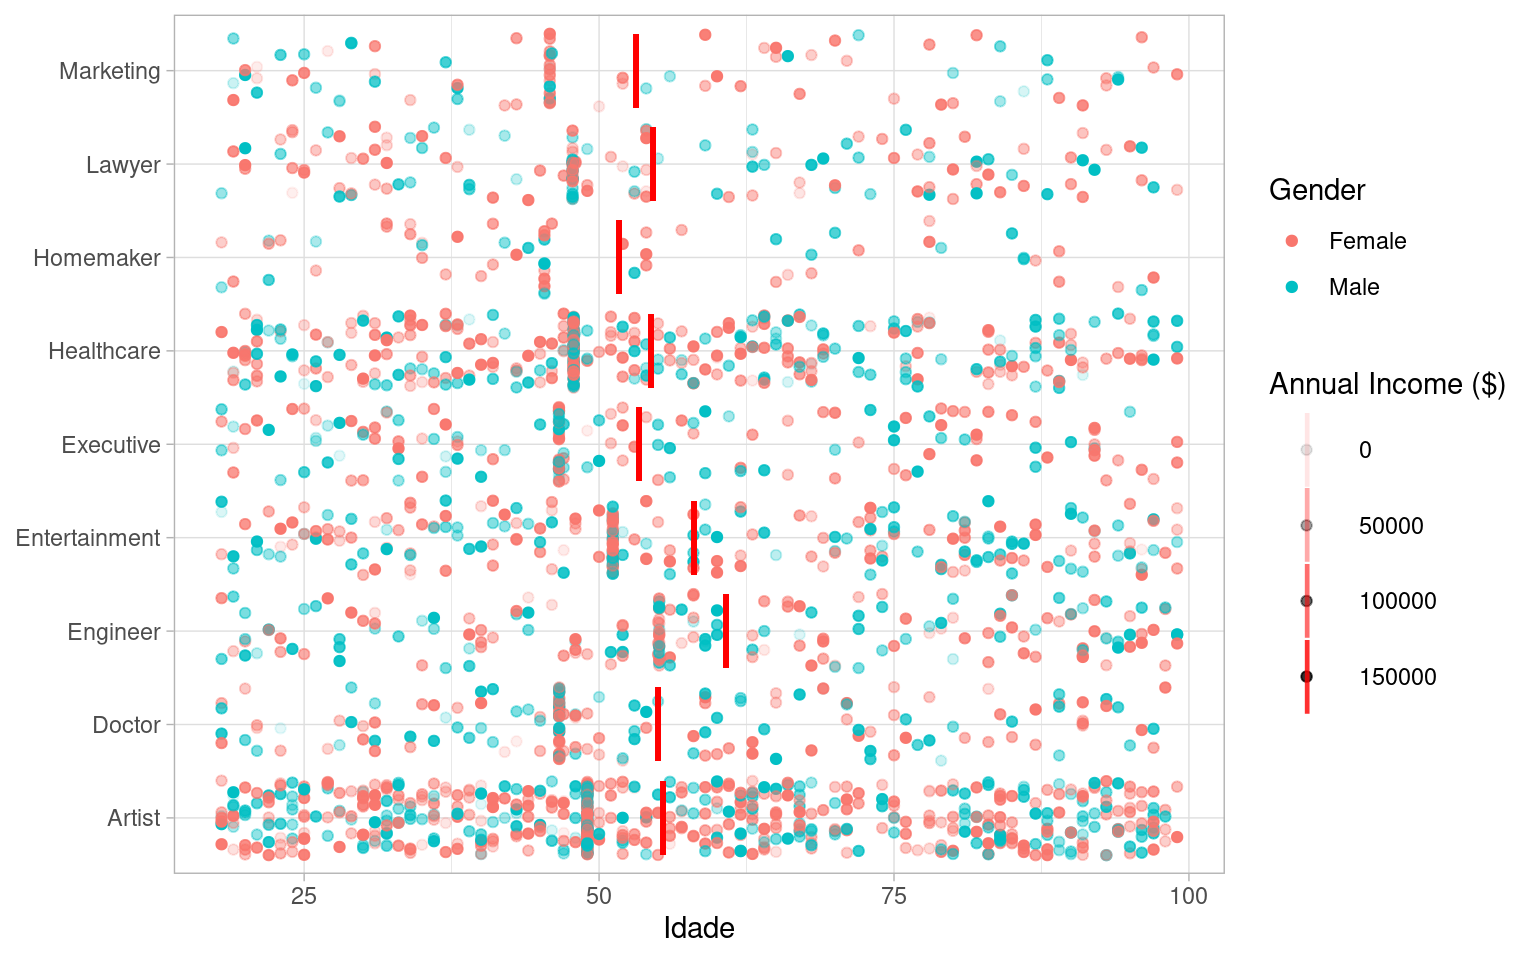 Marketing
Lawyer
Homemaker
Healthcare
Executive
Entertainment
Engineer
Doctor
Artist
25
50
75
100
Idade
Gender
Female
Male
Annual Income ($)
0
50000
100000
150000